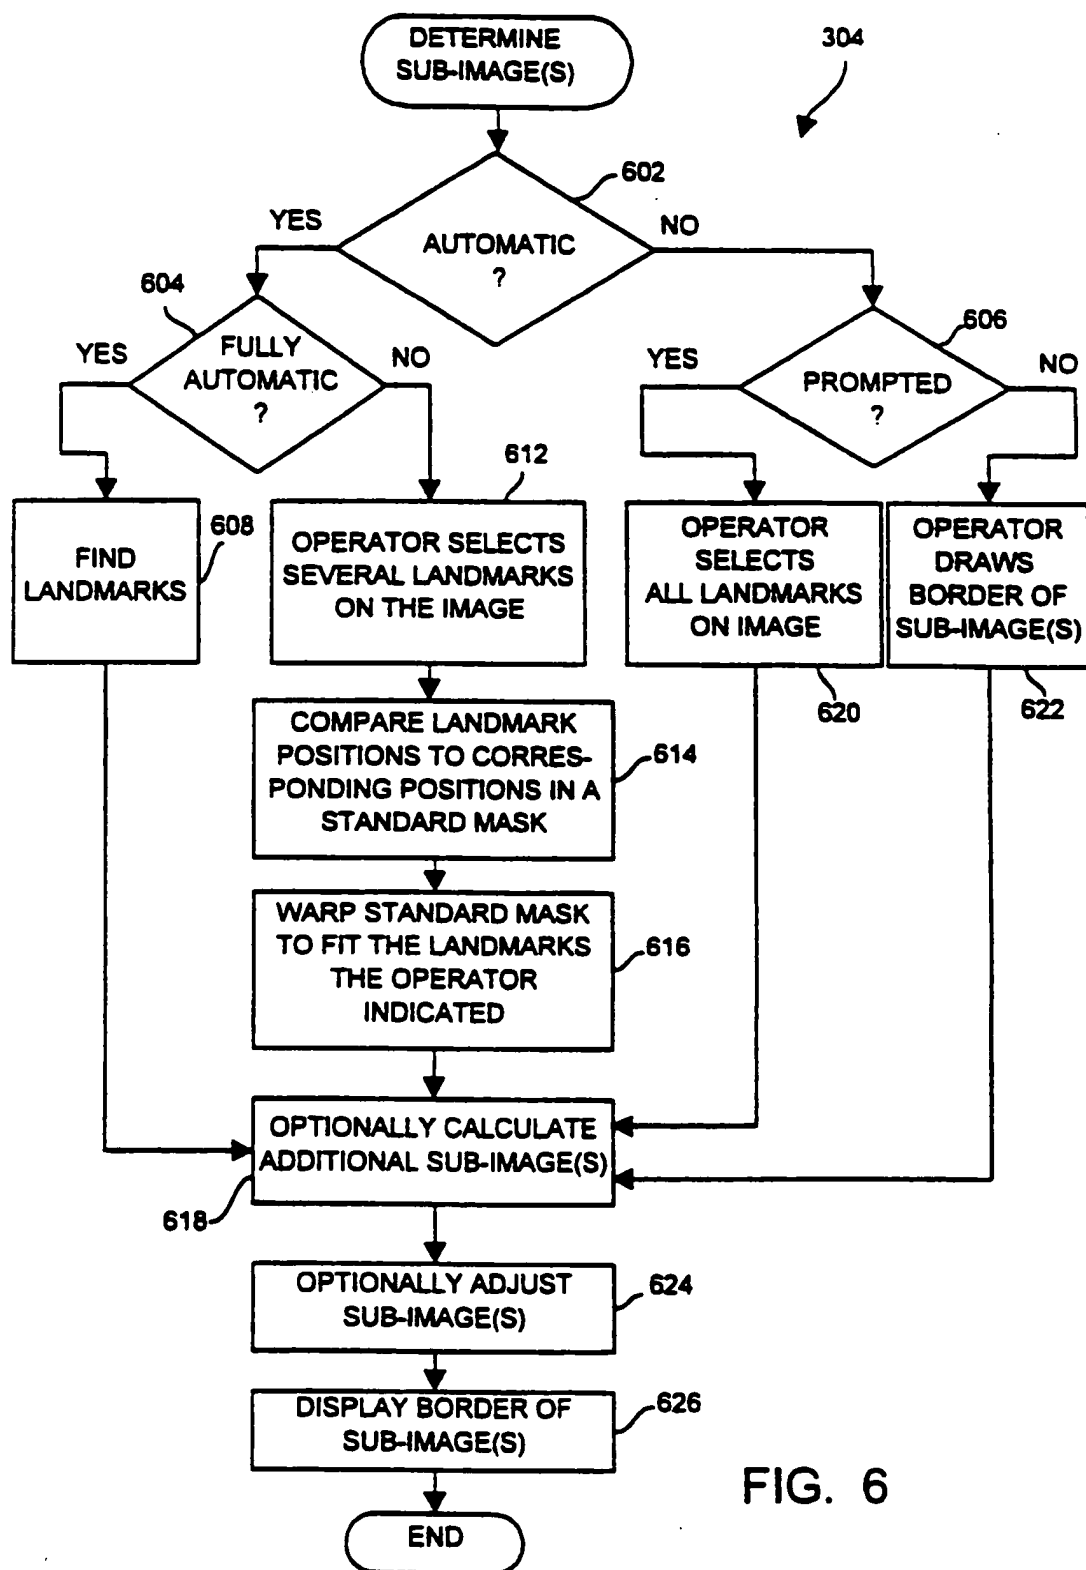 DETERMINE
SUB-IMAGE(S)
304
602
YES
NO
AUTOMATIC
?
604
606
YES
FULLY
AUTOMATIC
?
NO
YES
PROMPTED
?
NO
612
608
FIND
LANDMARKS
OPERATOR SELECTS
SEVERAL LANDMARKS
ON THE IMAGE
OPERATOR
SELECTS
ALL LANDMARKS
ON IMAGE
OPERATOR
DRAWS
BORDER OF
SUB-IMAGE(S)
620
622
COMPARE LANDMARK
POSITIONS TO CORRES-
PONDING POSITIONS IN A
STANDARD MASK
614
WARP STANDARD MASK
TO FIT THE LANDMARKS
THE OPERATOR
INDICATED
616
OPTIONALLY CALCULATE
ADDITIONAL SUB-IMAGE(S)
618
OPTIONALLY ADJUST
SUB-IMAGE(S)
624
DISPLAY BORDER OF
SUB-IMAGE(S)
626
END
FIG. 6